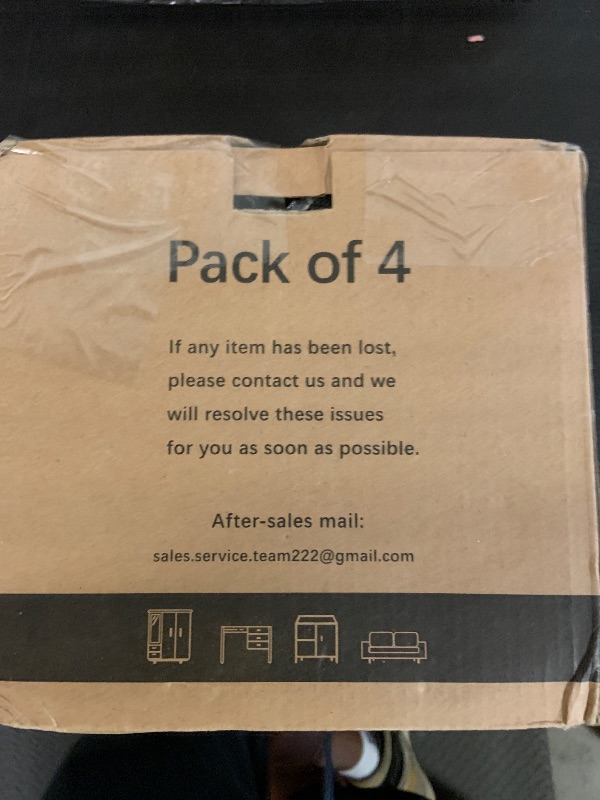 Pack of 4
If any item has been lost,
please contact us and we
will resolve these issues
for you as soon as possible.
After-sales mail:
sales.service.team222@gmail.com